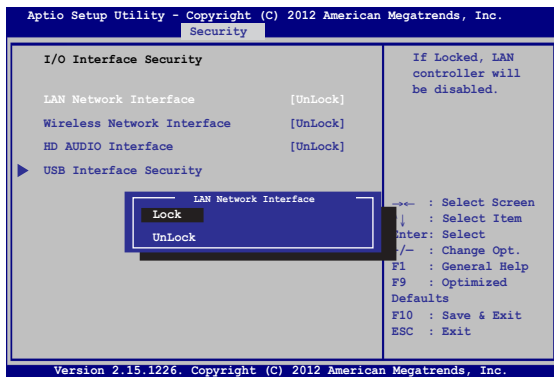 Aptio Setup Utility - Copyright (C) 2012 American Megatrends, Inc.
Security
I/O Interface Security
LAN Network Interface [UnLock]
Wireless Network Interface [UnLock]
HD AUDIO Interface [UnLock]
USB Interface Security
LAN Network Interface
Lock
UnLock
If Locked, LAN
controller will
be disabled.
→← : Select Screen
↓ : Select Item
Enter: Select
+/— : Change Opt.
F1 : General Help
F9 : Optimized
Defaults
F10 : Save & Exit
ESC : Exit
Version 2.15.1226. Copyright (C) 2012 American Megatrends, Inc.